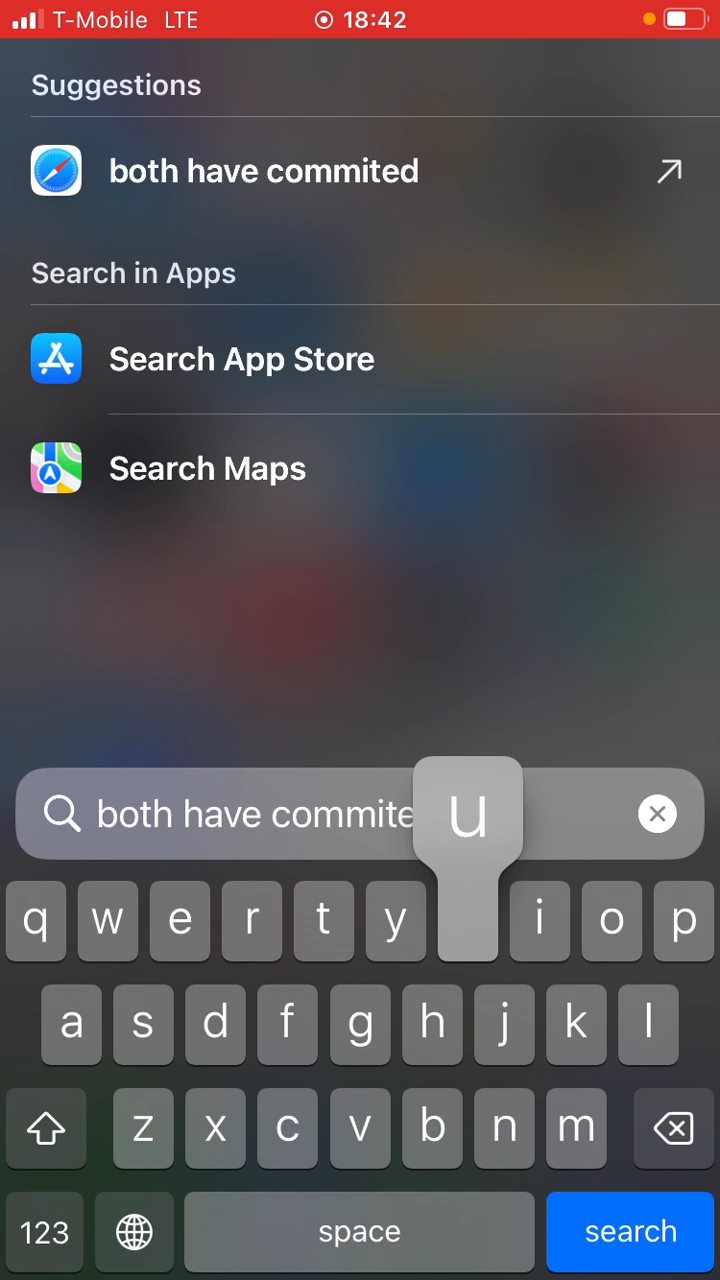 T-Mobile LTE 18:42
Suggestions
both have commited
Search in Apps
Search App Store
Search Maps
both have commite
u
q w e r t y i o p
a s d f g h j k l
z x c v b n m
123 space search